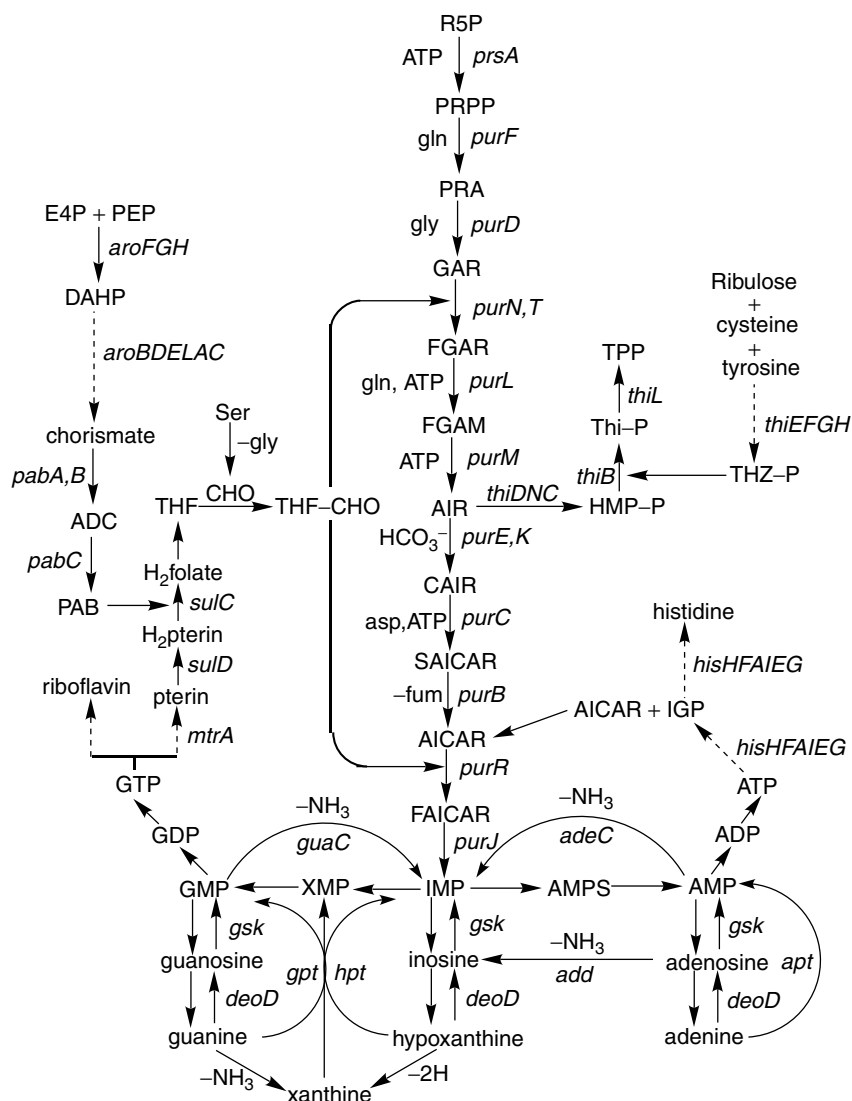 R5P
ATP prsA
PRPP
gln purF
PRA
gly purD
GAR
purN,T
FGAR
gln, ATP purL
FGAM
ATP purM
AIR
HCO₃⁻ purE,K
CAIR
asp,ATP purC
SAICAR
–fum purB
AICAR
purR
FAICAR
purJ
IMP
E4P + PEP
aroFGH
DAHP
aroBDELAC
chorismate
pabA,B
ADC
pabC
PAB
Ser
–gly
CHO
THF
THF–CHO
H₂folate
sulC
H₂pterin
sulD
pterin
riboflavin
mtrA
GTP
GDP
GMP
Ribulose
+
cysteine
+
tyrosine
thiEFGH
THZ–P
TPP
thiL
Thi–P
thiB
HMP–P
thiDNC
histidine
hisHFAIEG
AICAR + IGP
hisHFAIEG
ATP
ADP
–NH₃
guaC
–NH₃
adeC
XMP
AMPS
AMP
gsk
gsk
gsk
guanosine
gpt
hpt
inosine
–NH₃
add
adenosine
apt
deoD
deoD
deoD
guanine
hypoxanthine
adenine
–NH₃
–2H
xanthine